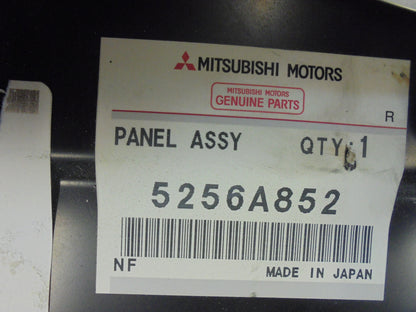 MITSUBISHI MOTORS
MITSUBISHI MOTORS
GENUINE PARTS
R
PANEL ASSY QTY:1
5256A852
NF MADE IN JAPAN